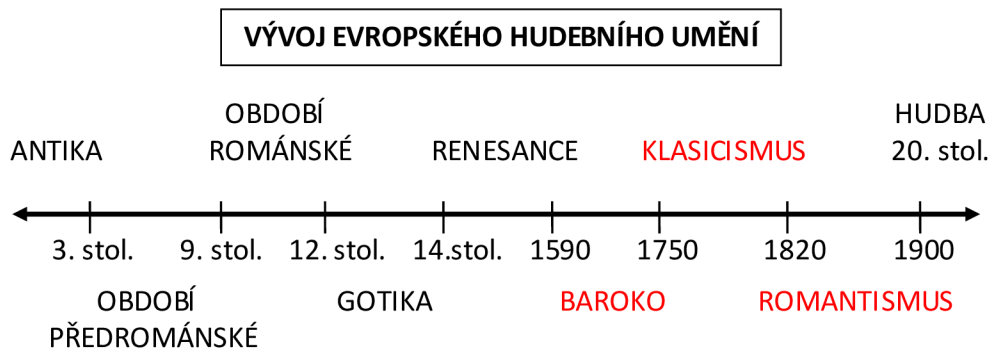 VÝVOJ EVROPSKÉHO HUDEBNÍHO UMĚNÍ
OBDOBÍ HUDBA
ANTIKA ROMÁNSKÉ RENESANCE KLASICISMUS 20. stol.
3. stol. 9. stol. 12. stol. 14.stol. 1590 1750 1820 1900
OBDOBÍ GOTIKA BAROKO ROMANTISMUS
PŘEDROMÁNSKÉ